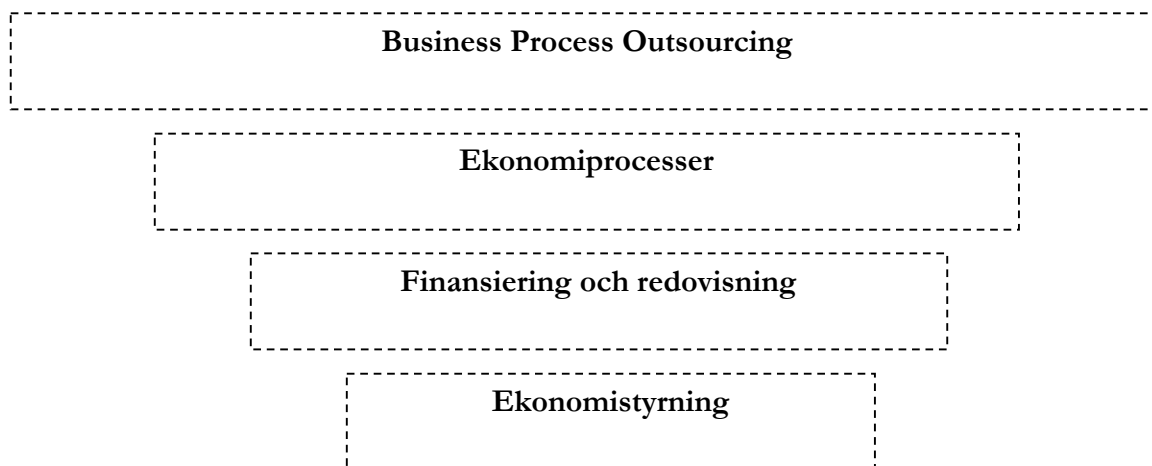 Business Process Outsourcing
Ekonomiprocesser
Finansiering och redovisning
Ekonomistyrning